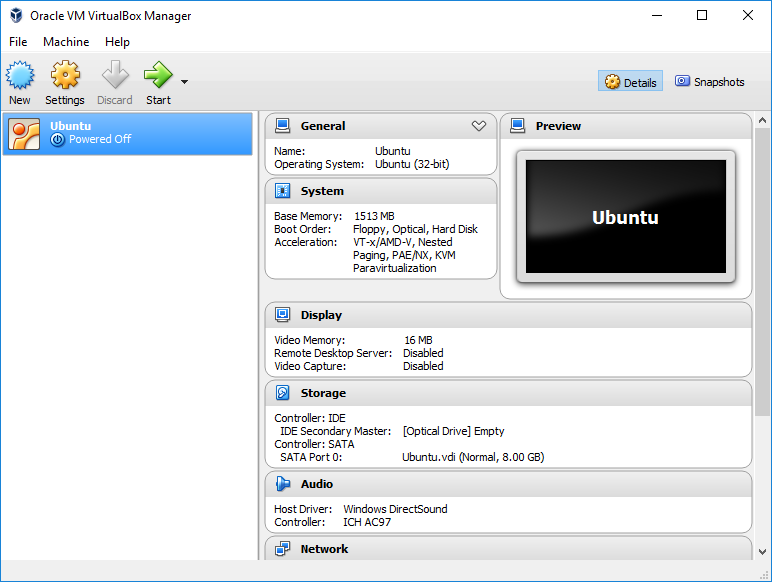 Oracle VM VirtualBox Manager
File Machine Help
New Settings Discard Start Details Snapshots
Ubuntu
Powered Off
General
Name: Ubuntu
Operating System: Ubuntu (32-bit)
System
Base Memory: 1513 MB
Boot Order: Floppy, Optical, Hard Disk
Acceleration: VT-x/AMD-V, Nested
Paging, PAE/NX, KVM
Paravirtualization
Preview
Ubuntu
Display
Video Memory: 16 MB
Remote Desktop Server: Disabled
Video Capture: Disabled
Storage
Controller: IDE
IDE Secondary Master: [Optical Drive] Empty
Controller: SATA
SATA Port 0: Ubuntu.vdi (Normal, 8.00 GB)
Audio
Host Driver: Windows DirectSound
Controller: ICH AC97
Network